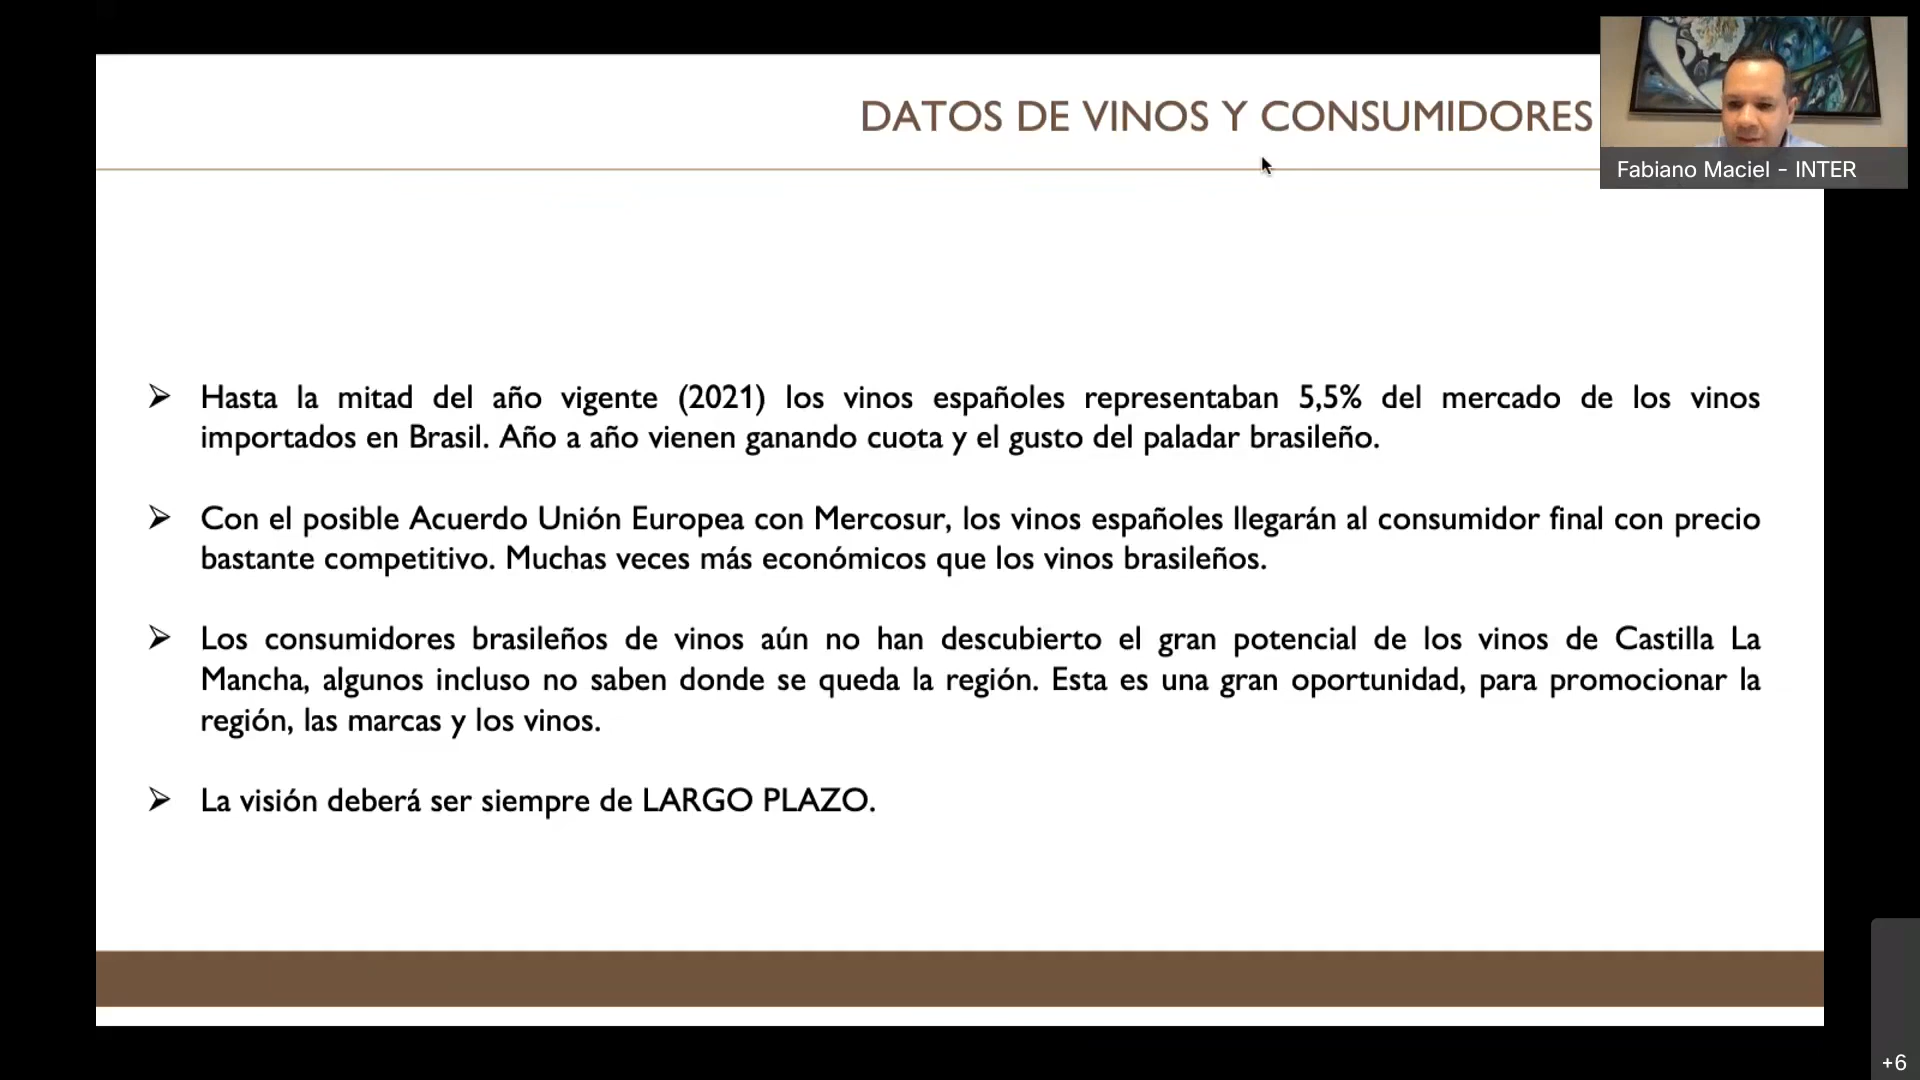 DATOS DE VINOS Y CONSUMIDORES
Fabiano Maciel - INTER
➢ Hasta la mitad del año vigente (2021) los vinos españoles representaban 5,5% del mercado de los vinos
importados en Brasil. Año a año vienen ganando cuota y el gusto del paladar brasileño.
➢ Con el posible Acuerdo Unión Europea con Mercosur, los vinos españoles llegarán al consumidor final con precio
bastante competitivo. Muchas veces más económicos que los vinos brasileños.
➢ Los consumidores brasileños de vinos aún no han descubierto el gran potencial de los vinos de Castilla La
Mancha, algunos incluso no saben donde se queda la región. Esta es una gran oportunidad, para promocionar la
región, las marcas y los vinos.
➢ La visión deberá ser siempre de LARGO PLAZO.
+6